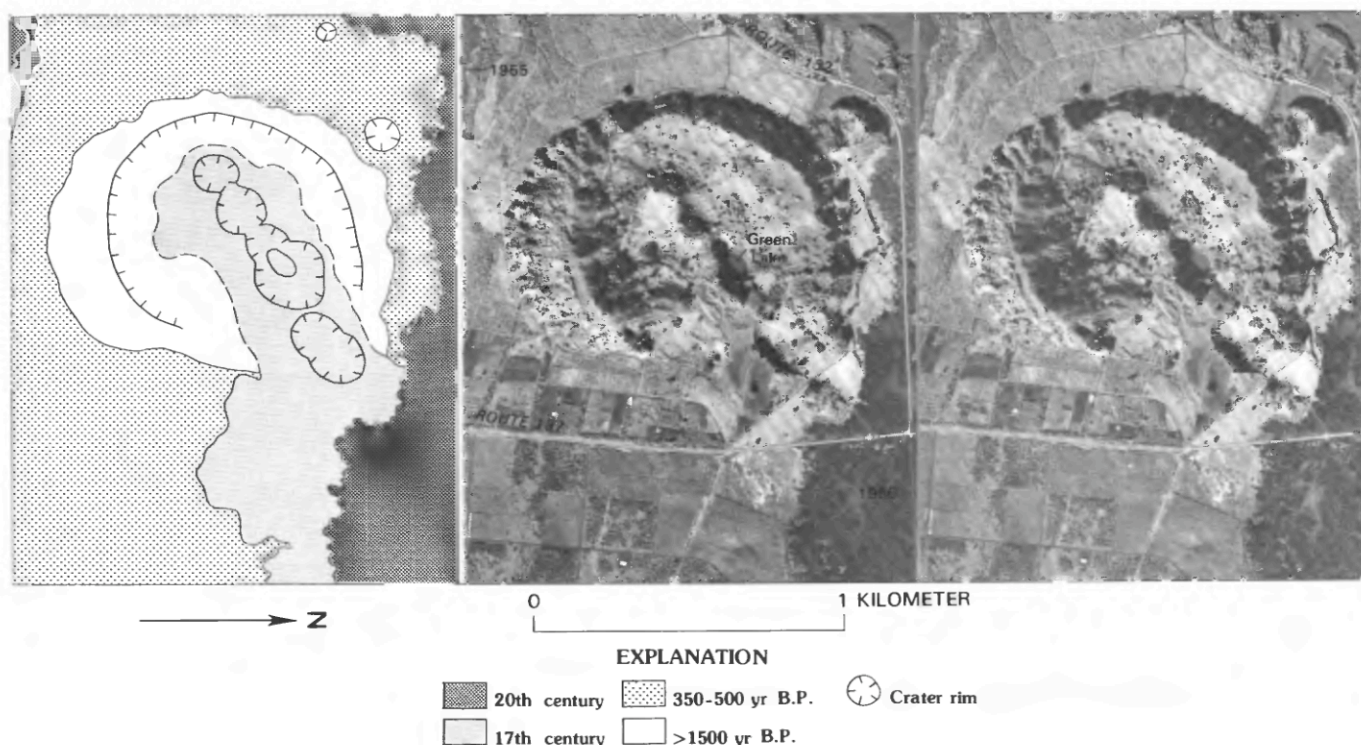 ROUTE 132
1955
Green
Lake
ROUTE 137
1960
N
0 1 KILOMETER
EXPLANATION
20th century 350-500 yr B.P. Crater rim
17th century >1500 yr B.P.